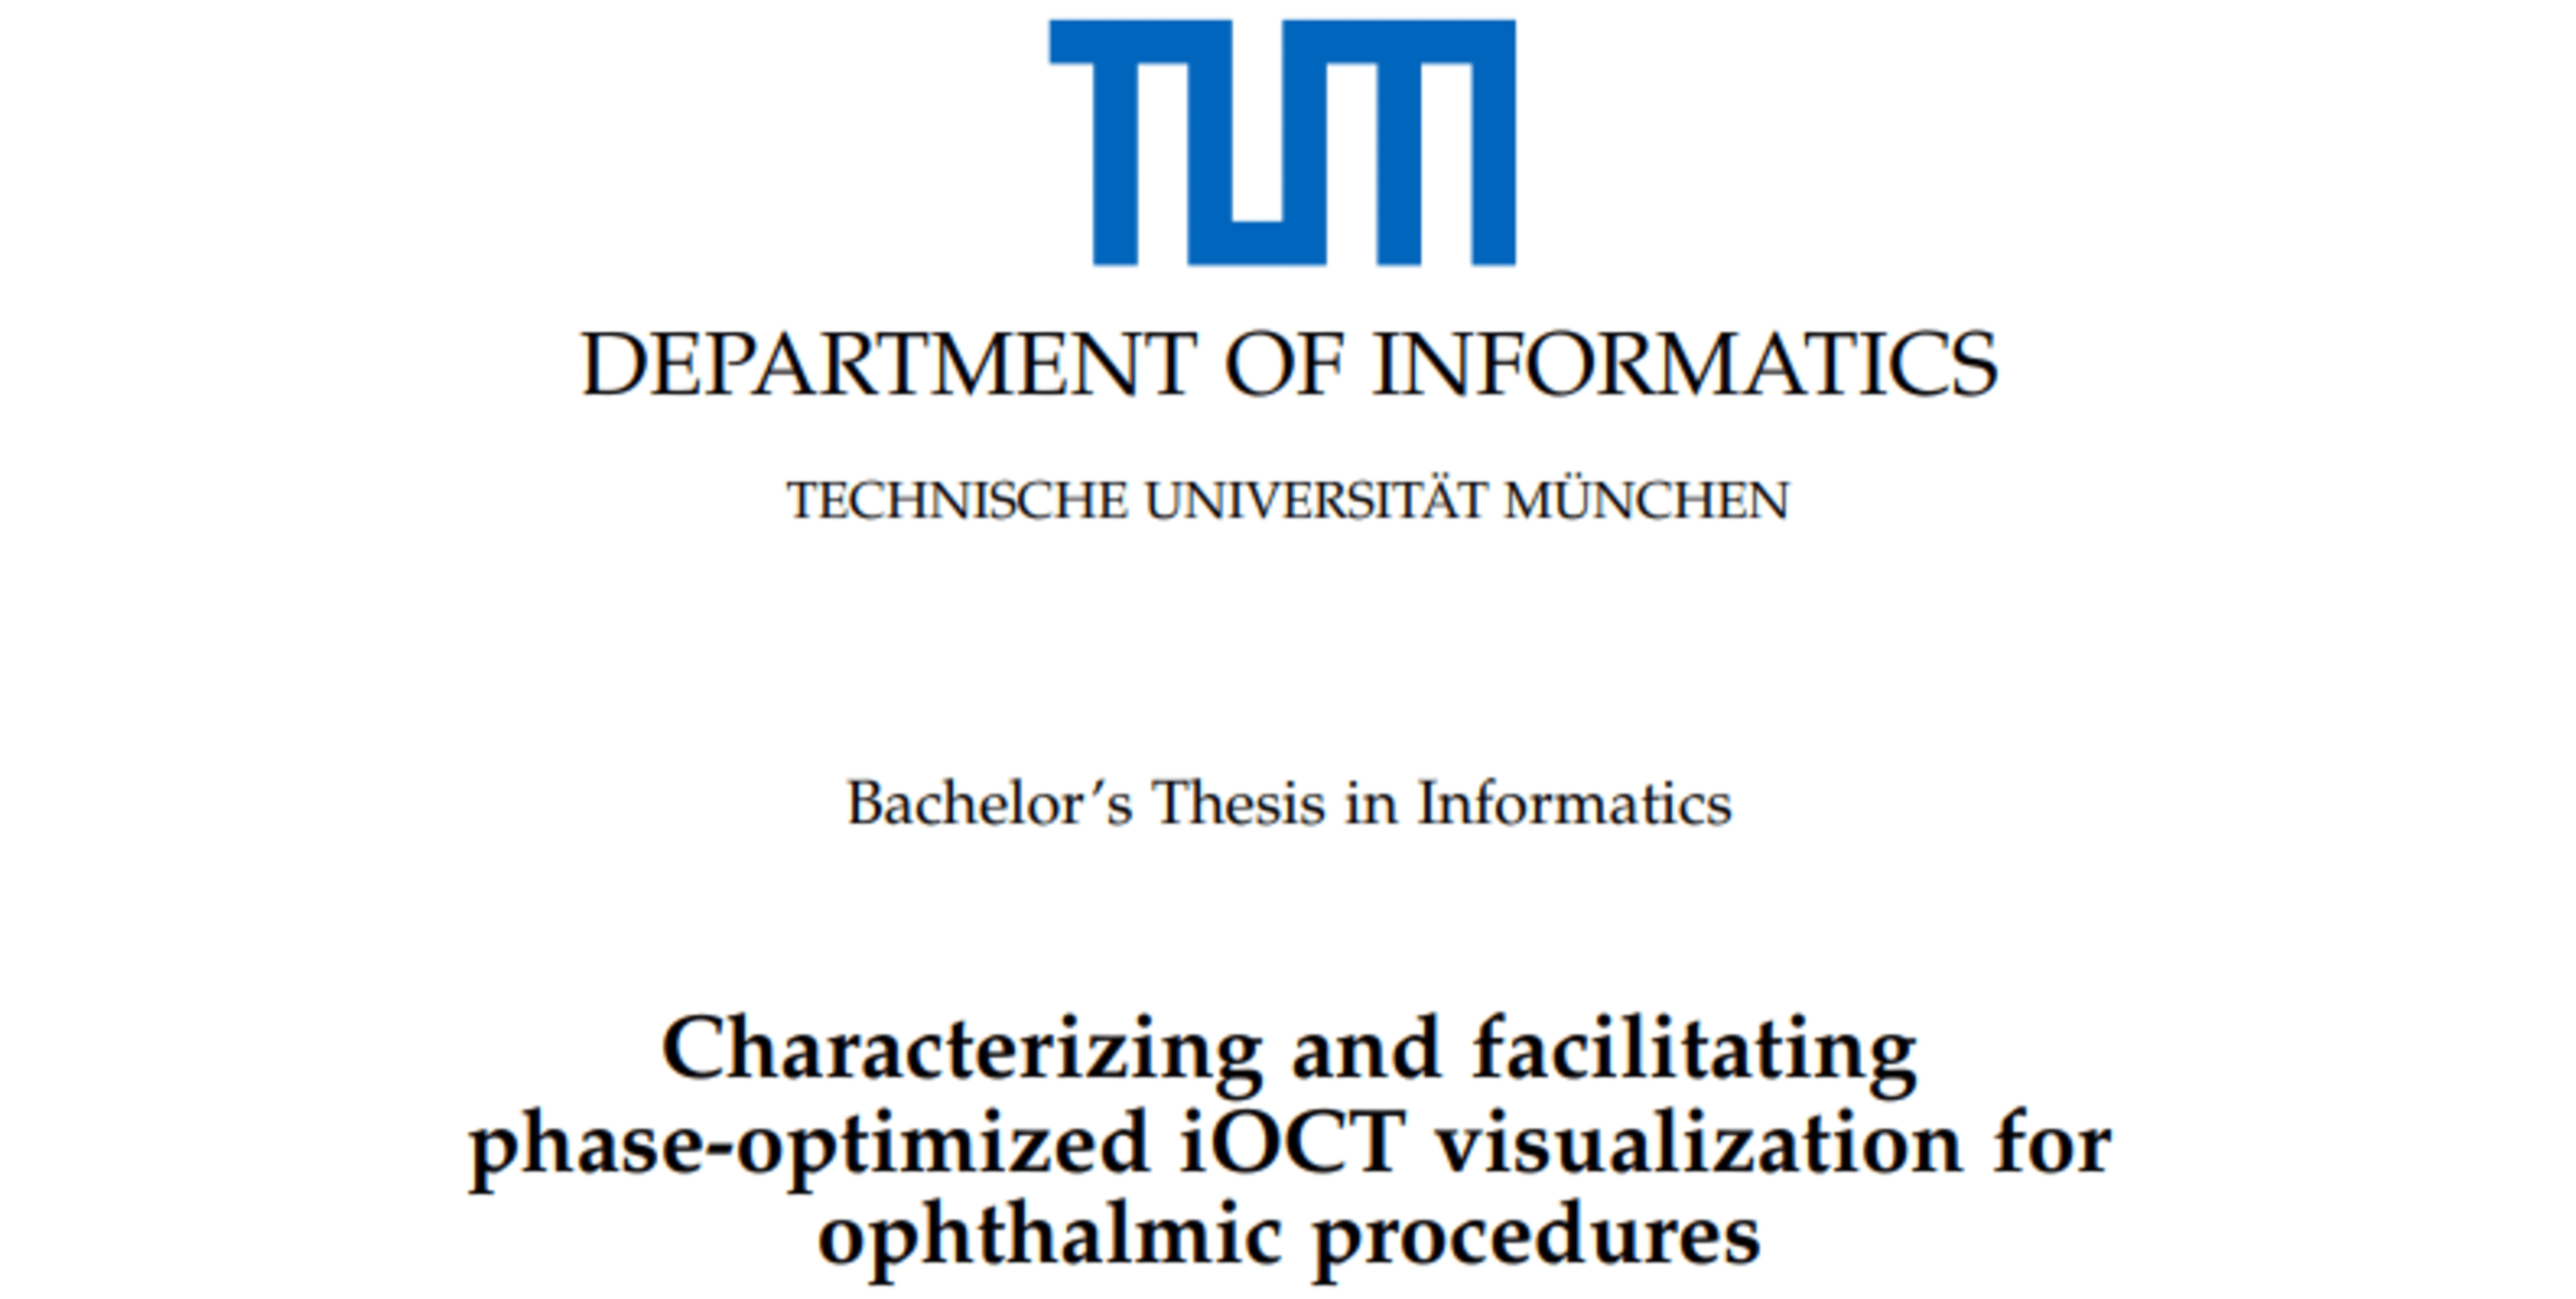 TUM
DEPARTMENT OF INFORMATICS
TECHNISCHE UNIVERSITÄT MÜNCHEN
Bachelor's Thesis in Informatics
Characterizing and facilitating
phase-optimized iOCT visualization for
ophthalmic procedures